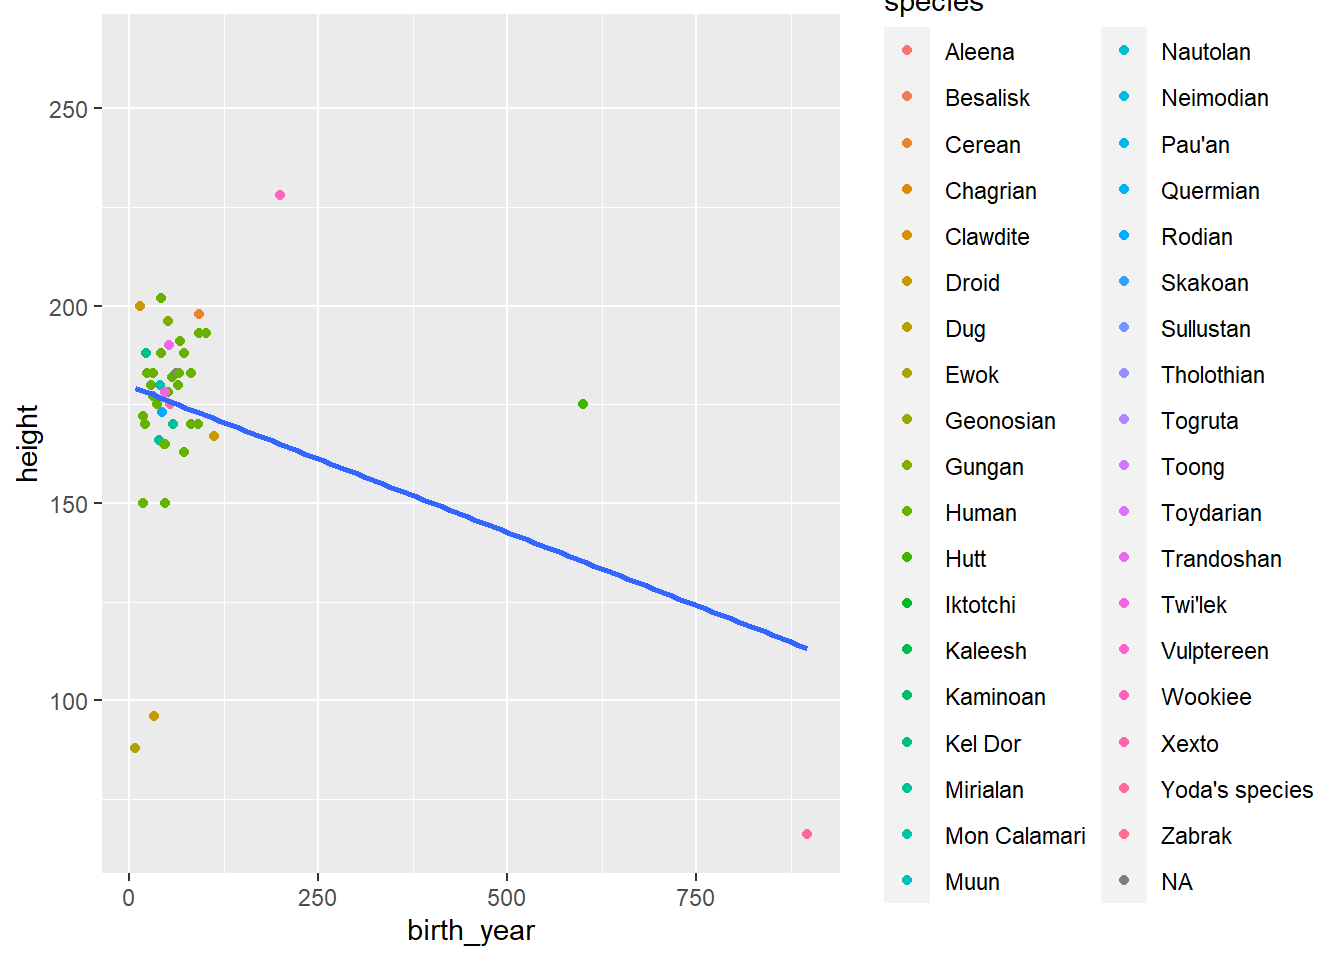 species
Aleena
Besalisk
Cerean
Chagrian
Clawdite
Droid
Dug
Ewok
Geonosian
Gungan
Human
Hutt
Iktotchi
Kaleesh
Kaminoan
Kel Dor
Mirialan
Mon Calamari
Muun
Nautolan
Neimodian
Pau'an
Quermian
Rodian
Skakoan
Sullustan
Tholothian
Togruta
Toong
Toydarian
Trandoshan
Twi'lek
Vulptereen
Wookiee
Xexto
Yoda's species
Zabrak
NA
height
250
200
150
100
0 250 500 750
birth_year